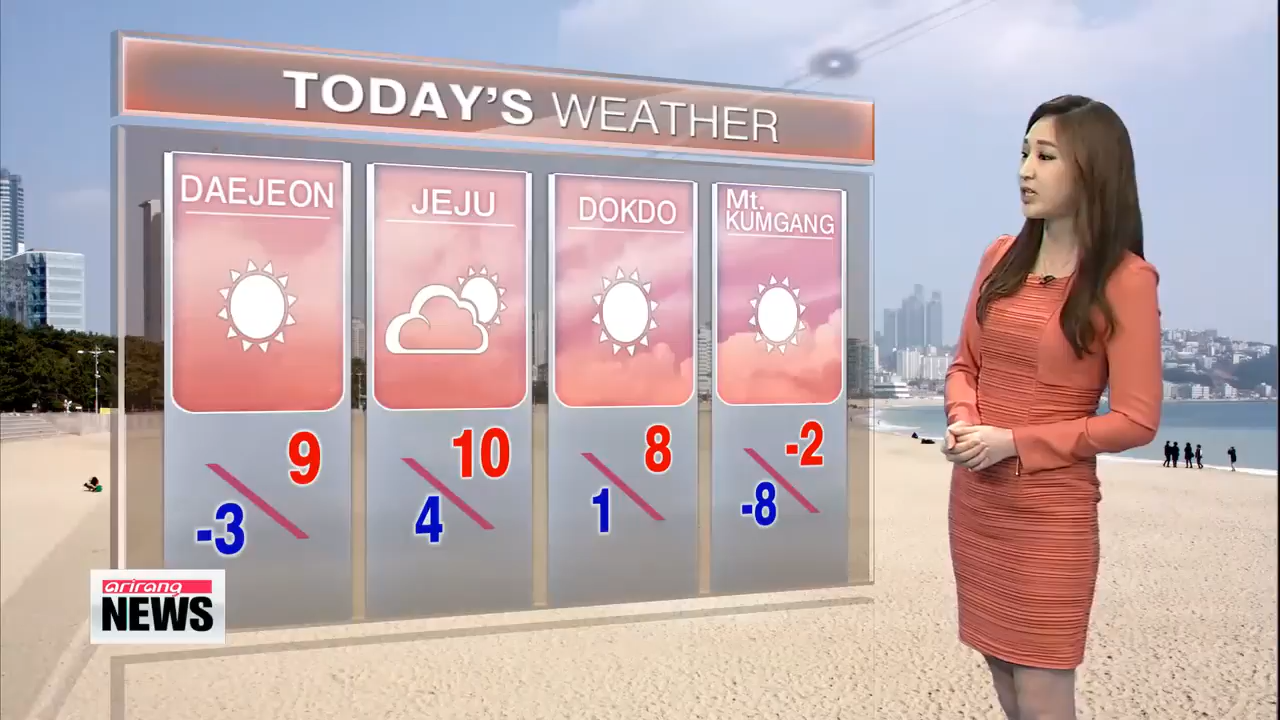 TODAY'S WEATHER
DAEJEON
9
-3
JEJU
10
4
DOKDO
8
1
Mt.
KUMGANG
-2
-8
arirang
NEWS